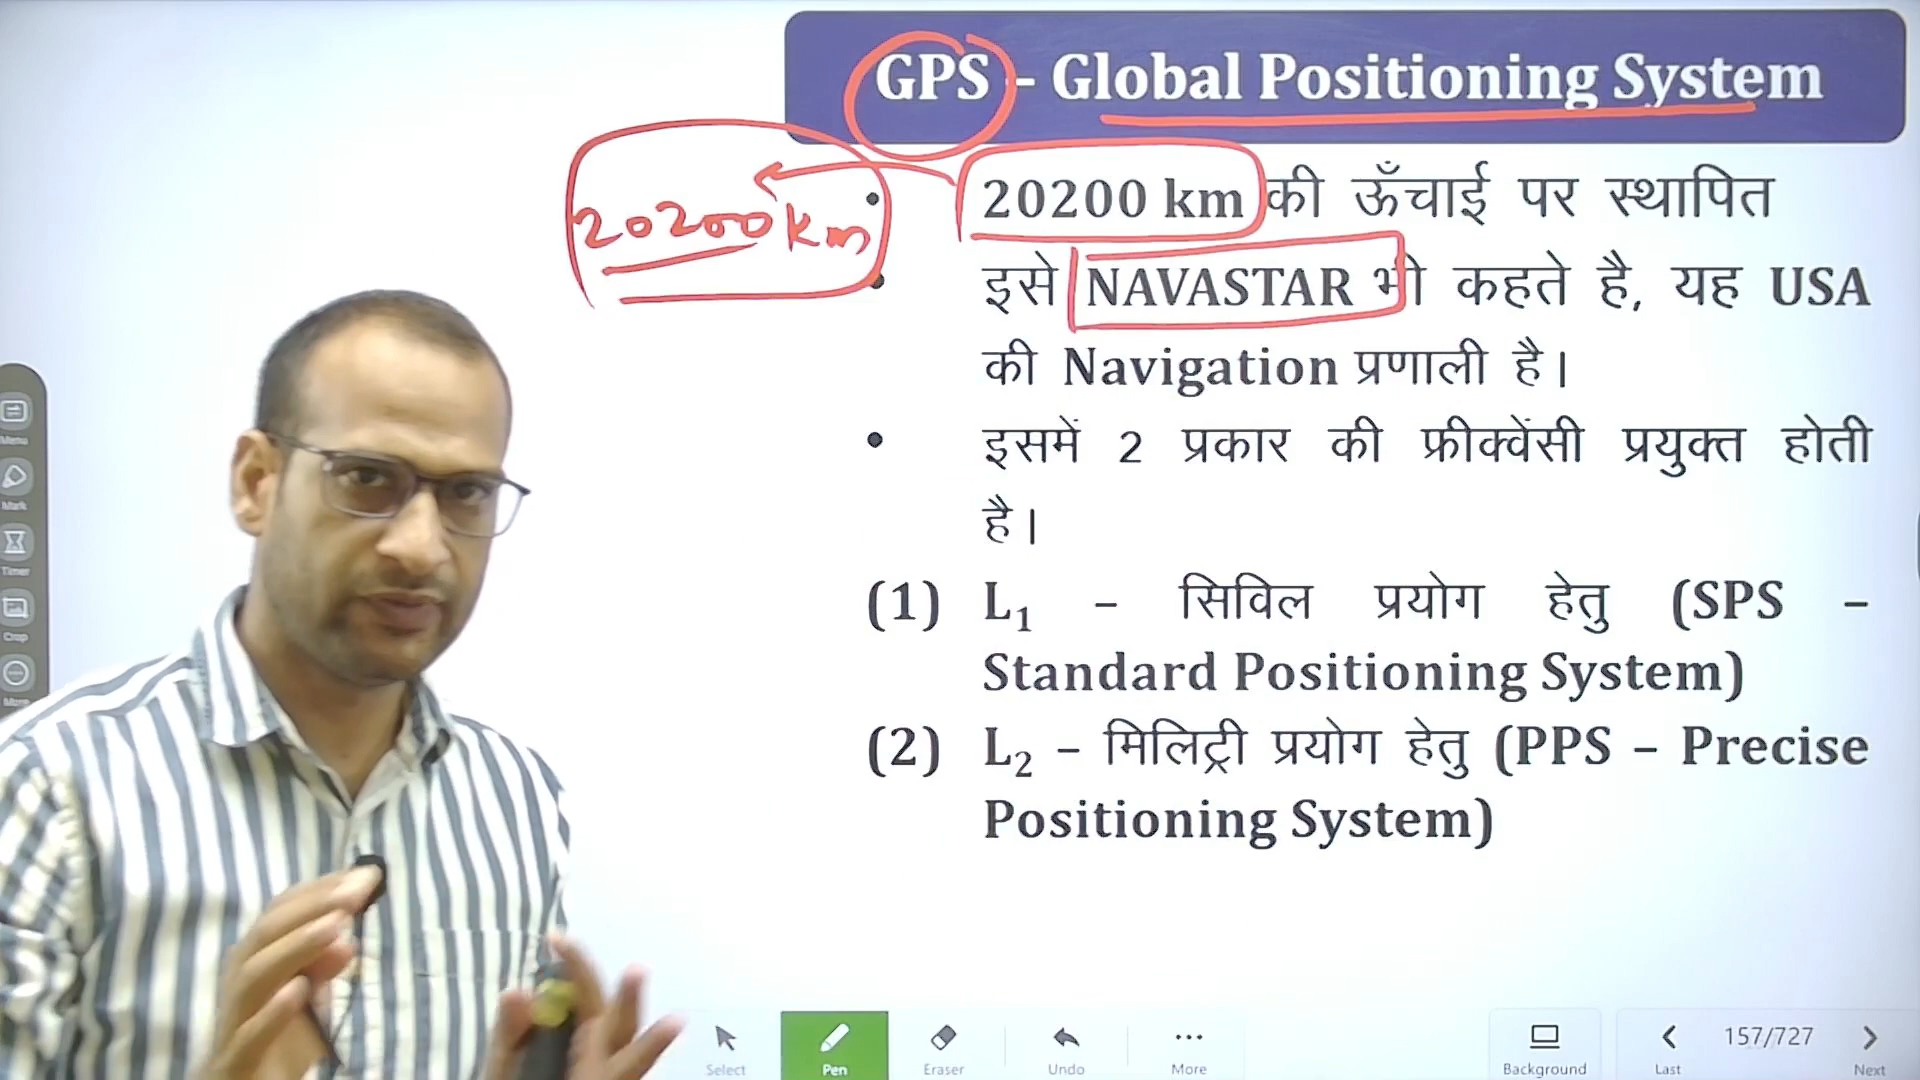 GPS – Global Positioning System
20200 km
• 20200 km की ऊँचाई पर स्थापित
• इसे NAVASTAR भी कहते है, यह USA
की Navigation प्रणाली है।
• इसमें 2 प्रकार की फ्रीक्वेंसी प्रयुक्त होती
है।
(1) L₁ – सिविल प्रयोग हेतु (SPS –
Standard Positioning System)
(2) L₂ – मिलिट्री प्रयोग हेतु (PPS – Precise
Positioning System)
Menu
Mark
Timer
Crop
More
Select
Pen
Eraser
Undo
More
Background
Last
157/727
Next